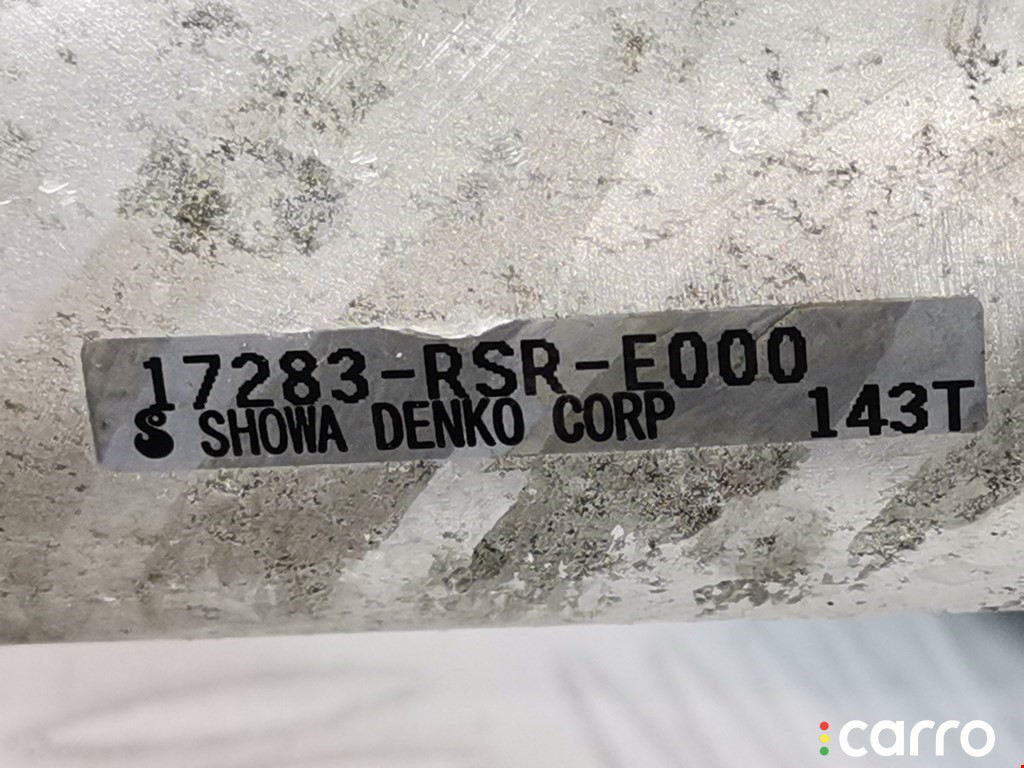 17283-RSR-E000
SHOWA DENKO CORP 143T
carro